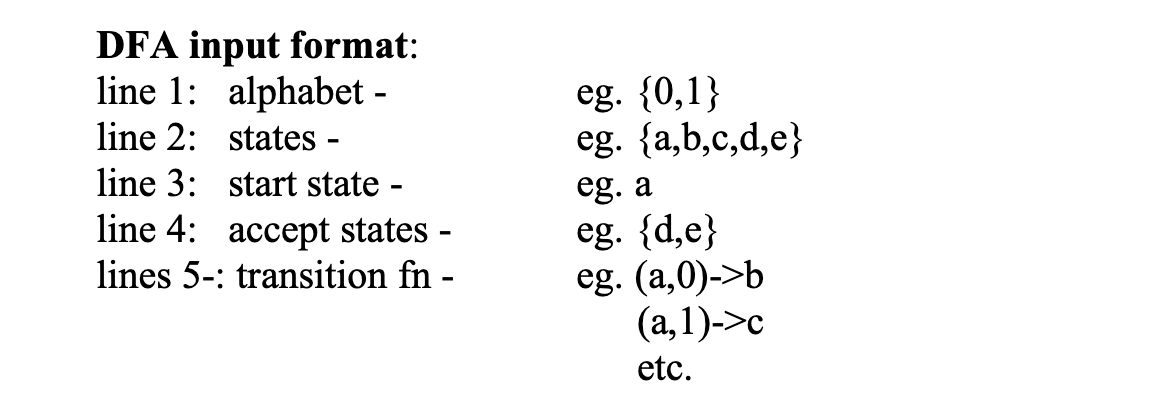 DFA input format:
line 1: alphabet - eg. {0,1}
line 2: states - eg. {a,b,c,d,e}
line 3: start state - eg. a
line 4: accept states - eg. {d,e}
lines 5-: transition fn - eg. (a,0)->b
(a,1)->c
etc.